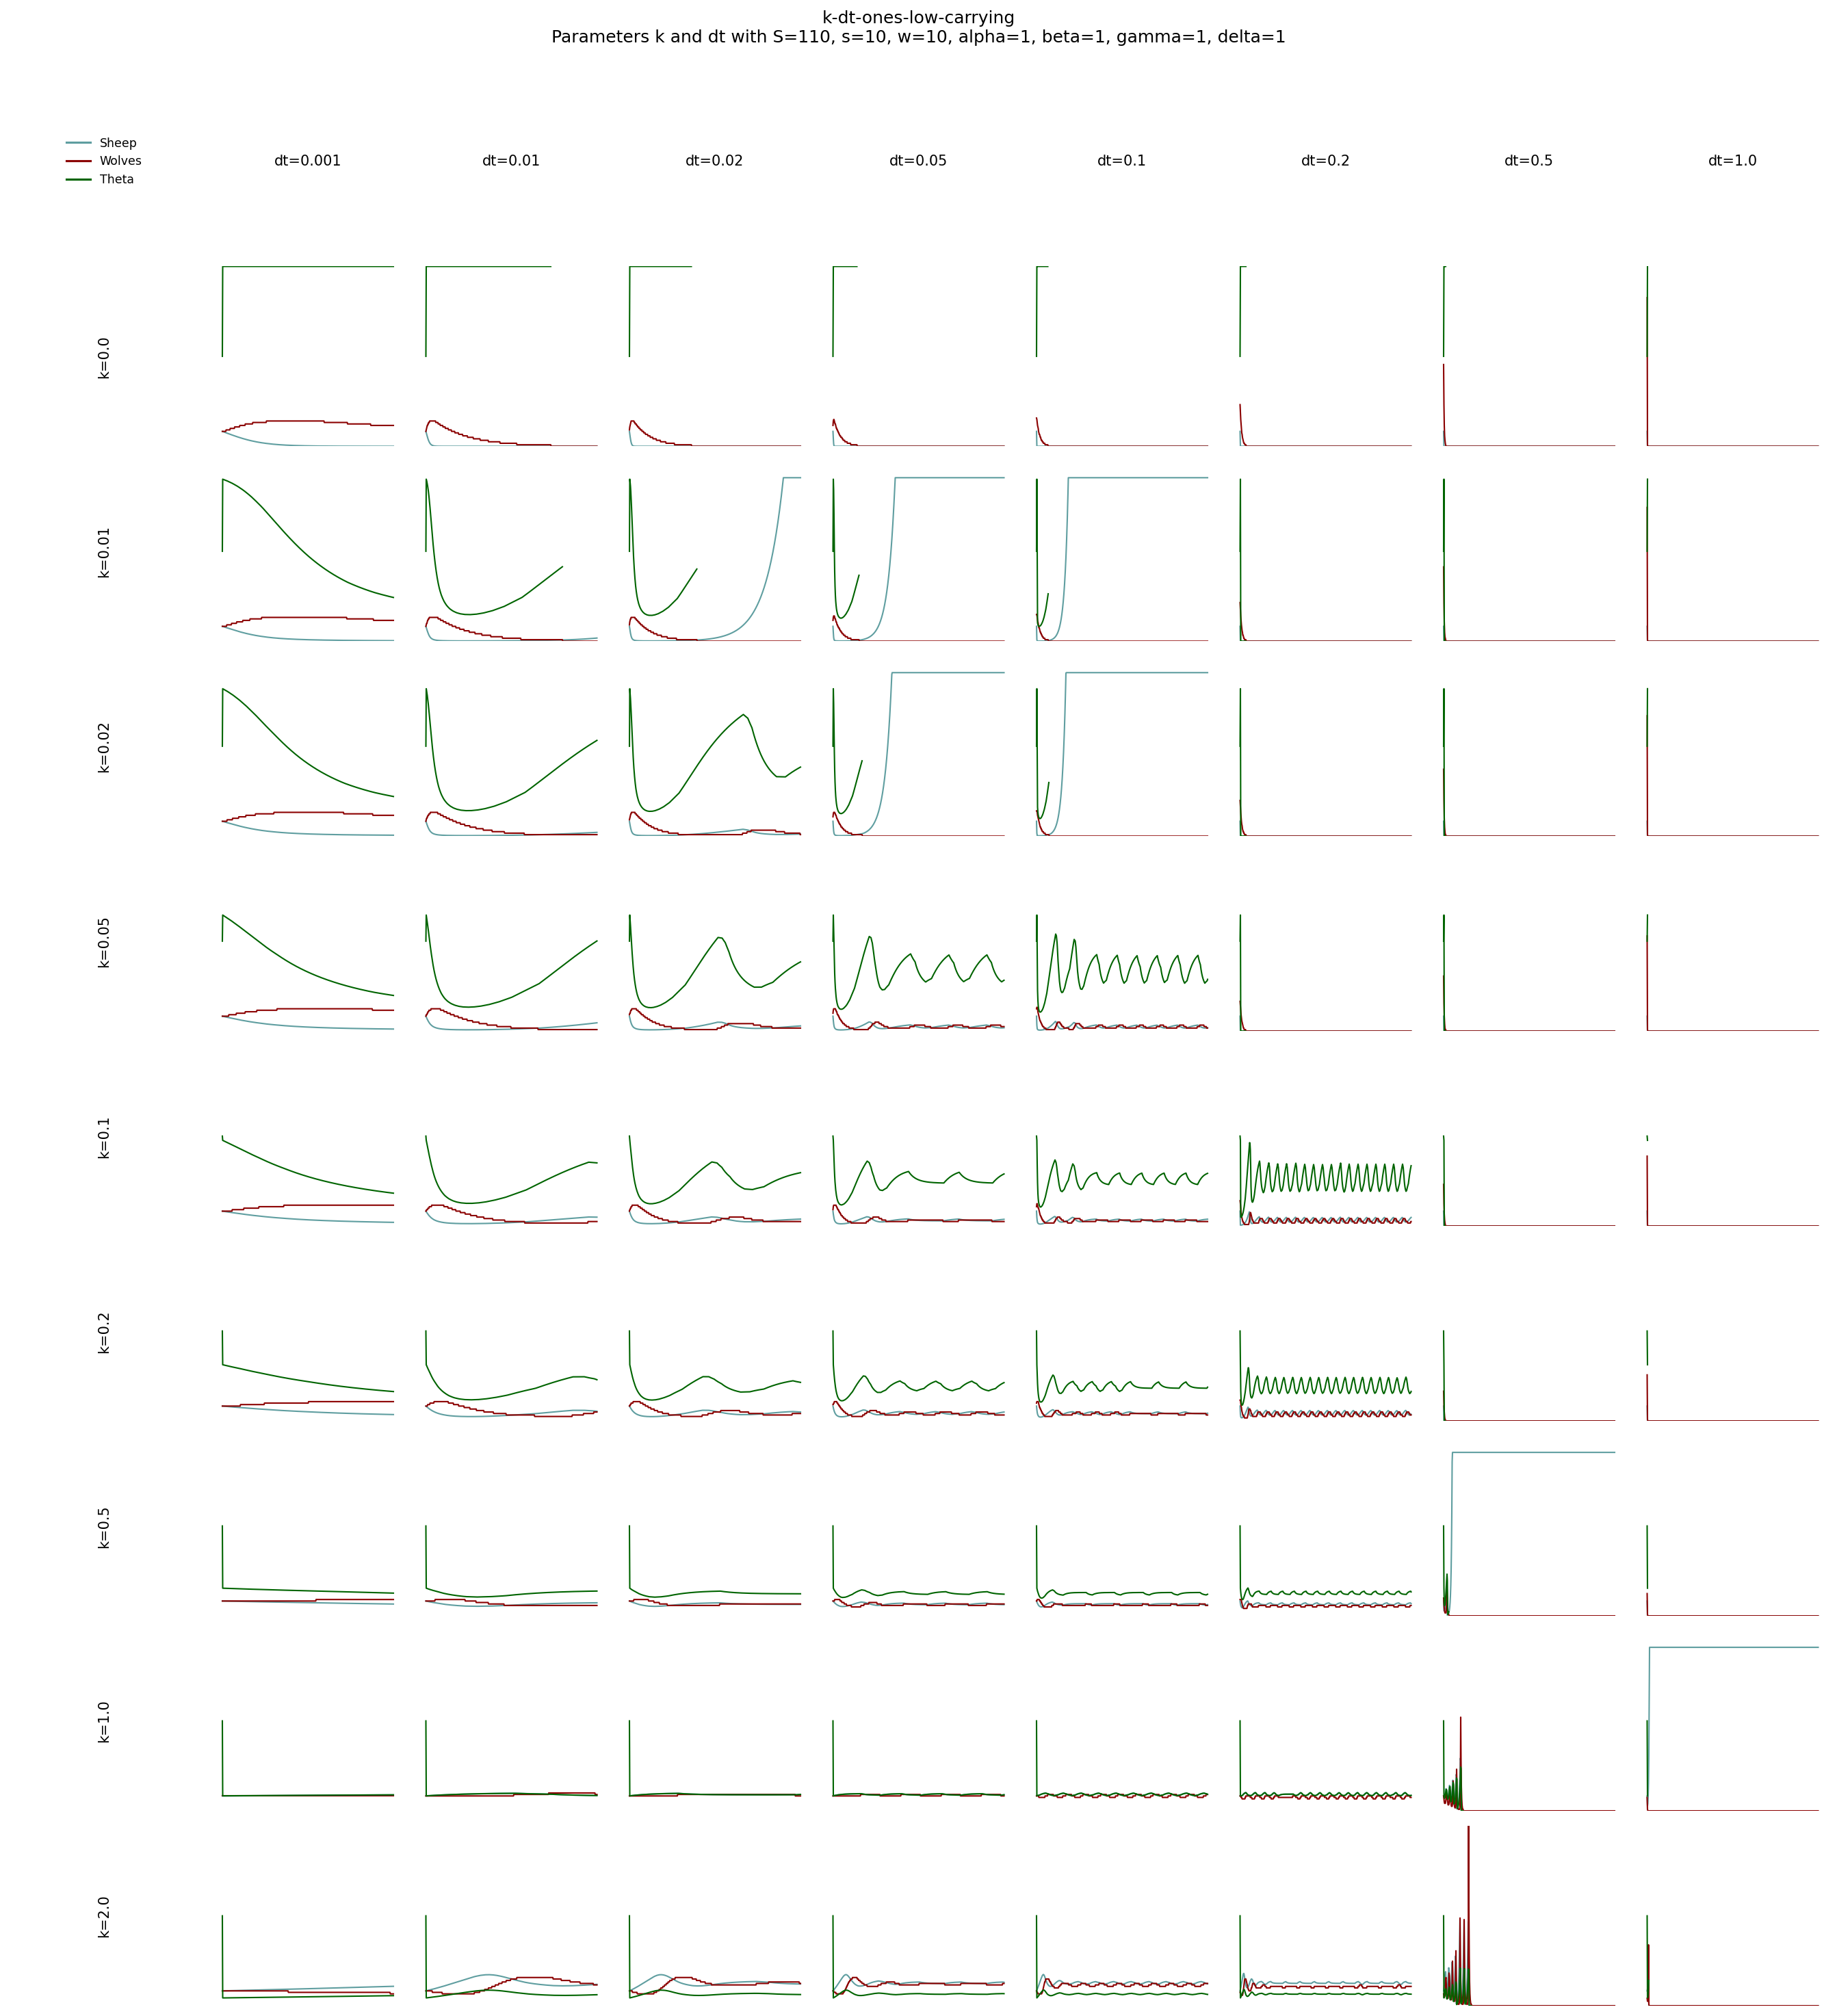 k-dt-ones-low-carrying
Parameters k and dt with S=110, s=10, w=10, alpha=1, beta=1, gamma=1, delta=1
Sheep
Wolves
Theta
dt=0.001
dt=0.01
dt=0.02
dt=0.05
dt=0.1
dt=0.2
dt=0.5
dt=1.0
k=0.0
k=0.01
k=0.02
k=0.05
k=0.1
k=0.2
k=0.5
k=1.0
k=2.0